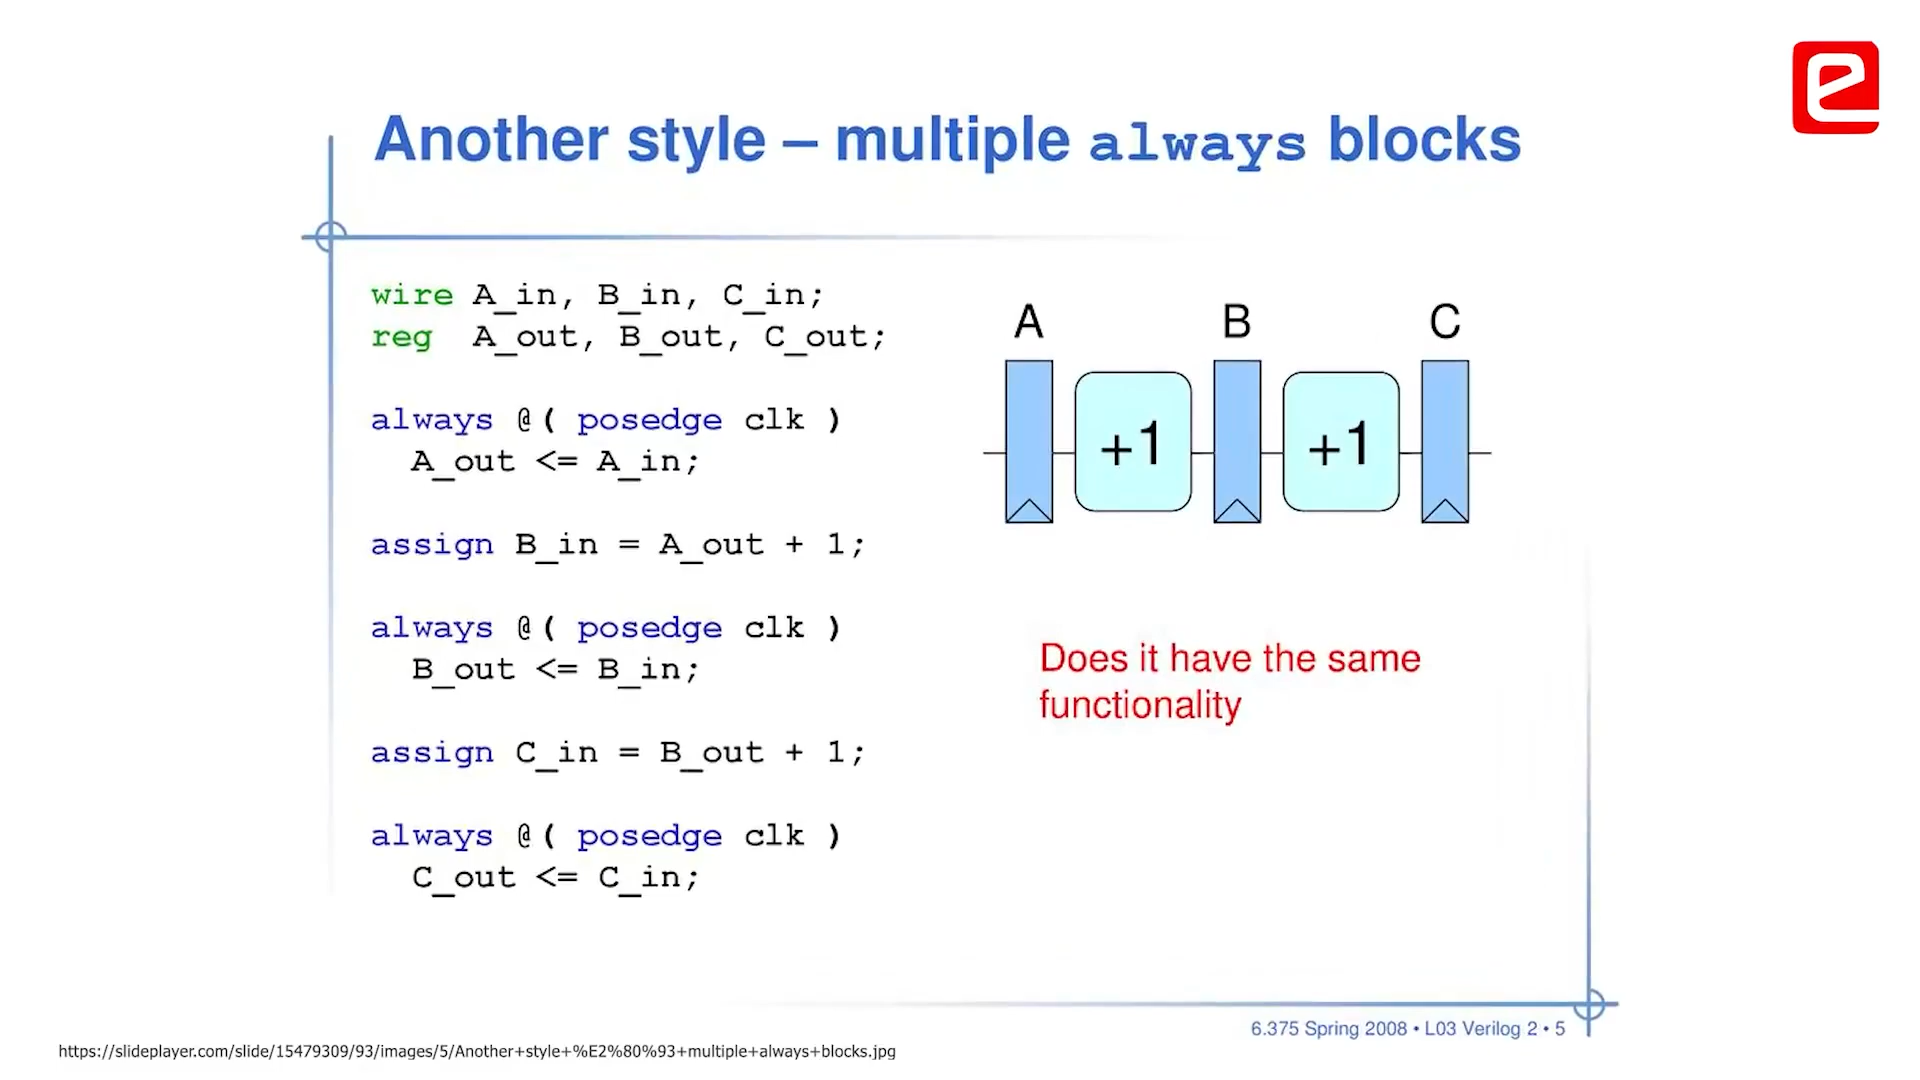 Another style – multiple always blocks
wire A_in, B_in, C_in;
reg A_out, B_out, C_out;
always @( posedge clk )
A_out <= A_in;
assign B_in = A_out + 1;
always @( posedge clk )
B_out <= B_in;
assign C_in = B_out + 1;
always @( posedge clk )
C_out <= C_in;
A B C
+1 +1
Does it have the same
functionality
6.375 Spring 2008 • L03 Verilog 2 • 5
https://slideplayer.com/slide/15479309/93/images/5/Another+style+%E2%80%93+multiple+always+blocks.jpg
e